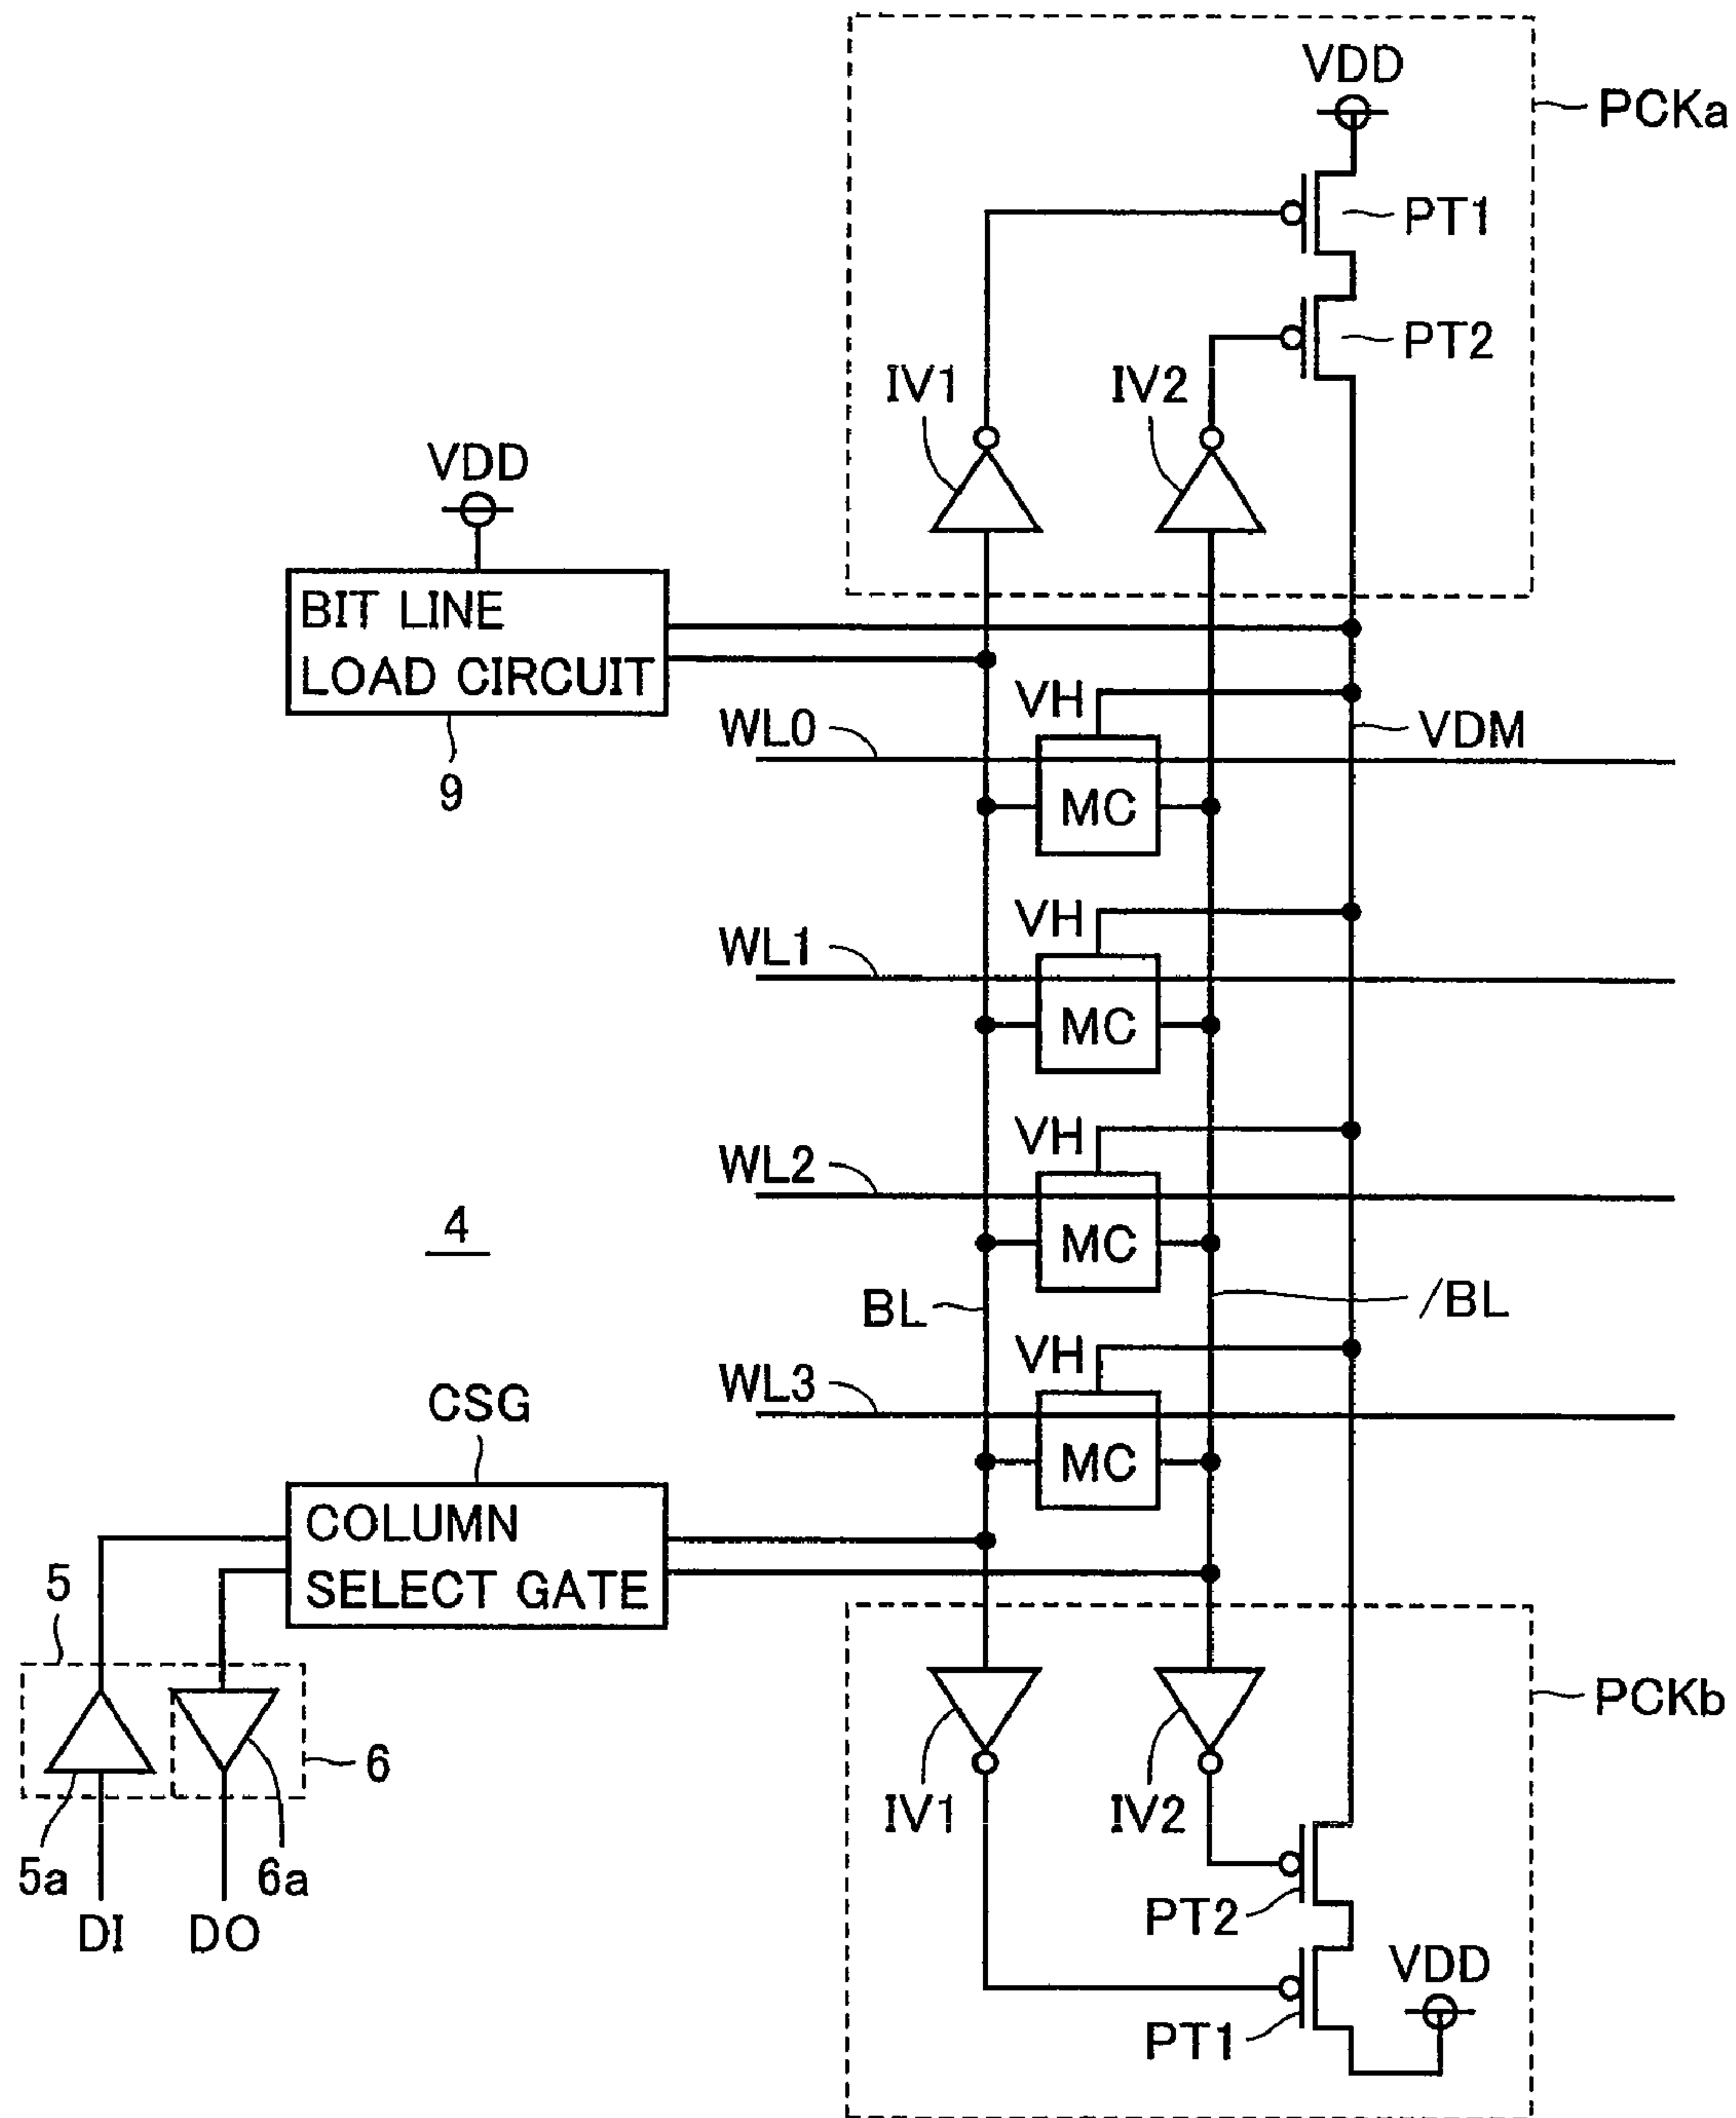 VDD
PCKa
PT1
PT2
IV1
IV2
VDD
BIT LINE
LOAD CIRCUIT
9
VH
WL0
VDM
MC
VH
WL1
MC
VH
WL2
MC
4
BL
/BL
VH
WL3
MC
CSG
COLUMN
SELECT GATE
5
PCKb
6
IV1
IV2
5a
6a
DI
DO
PT2
VDD
PT1